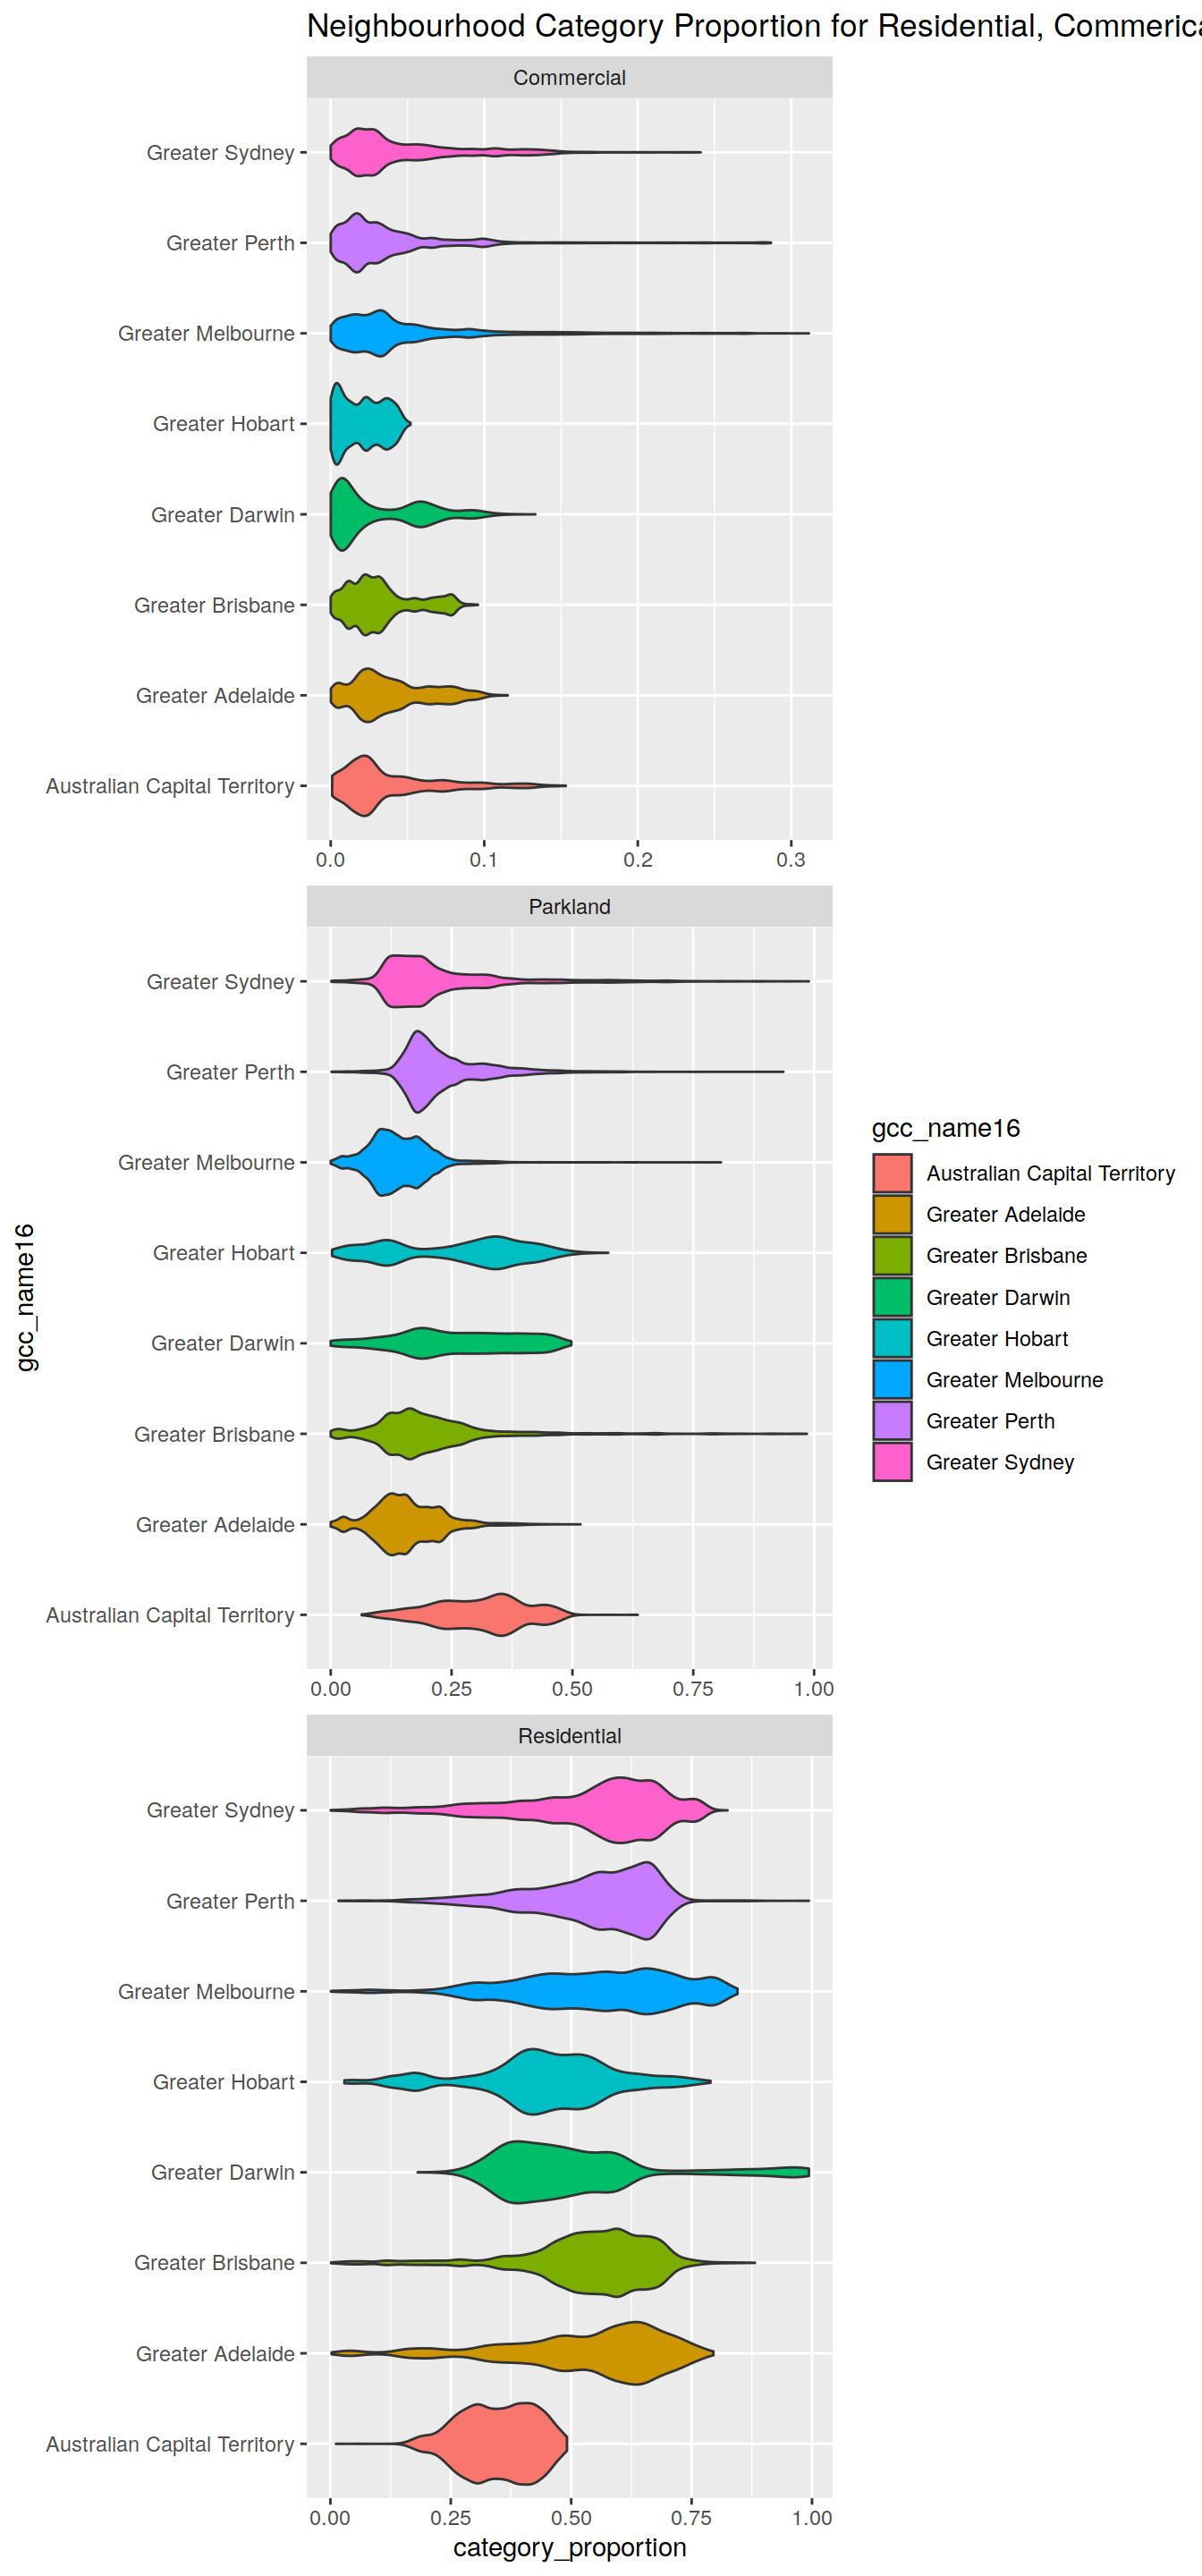 Neighbourhood Category Proportion for Residential, Commerica
Commercial
Greater Sydney
Greater Perth
Greater Melbourne
Greater Hobart
Greater Darwin
Greater Brisbane
Greater Adelaide
Australian Capital Territory
0.0 0.1 0.2 0.3
Parkland
Greater Sydney
Greater Perth
Greater Melbourne
Greater Hobart
Greater Darwin
Greater Brisbane
Greater Adelaide
Australian Capital Territory
0.00 0.25 0.50 0.75 1.00
Residential
Greater Sydney
Greater Perth
Greater Melbourne
Greater Hobart
Greater Darwin
Greater Brisbane
Greater Adelaide
Australian Capital Territory
0.00 0.25 0.50 0.75 1.00
category_proportion
gcc_name16
gcc_name16
Australian Capital Territory
Greater Adelaide
Greater Brisbane
Greater Darwin
Greater Hobart
Greater Melbourne
Greater Perth
Greater Sydney